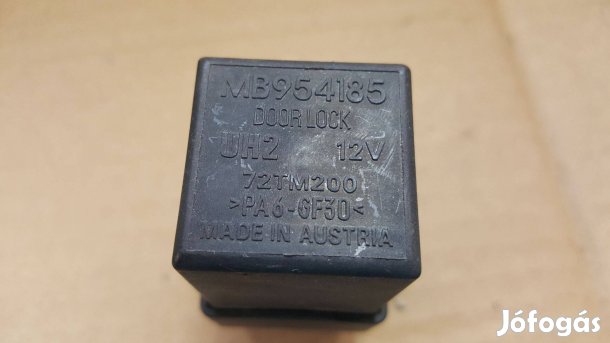 MB954185
DOOR LOCK
UH2 12V
72TM200
>PA6-GF30<
MADE IN AUSTRIA
Jófogás